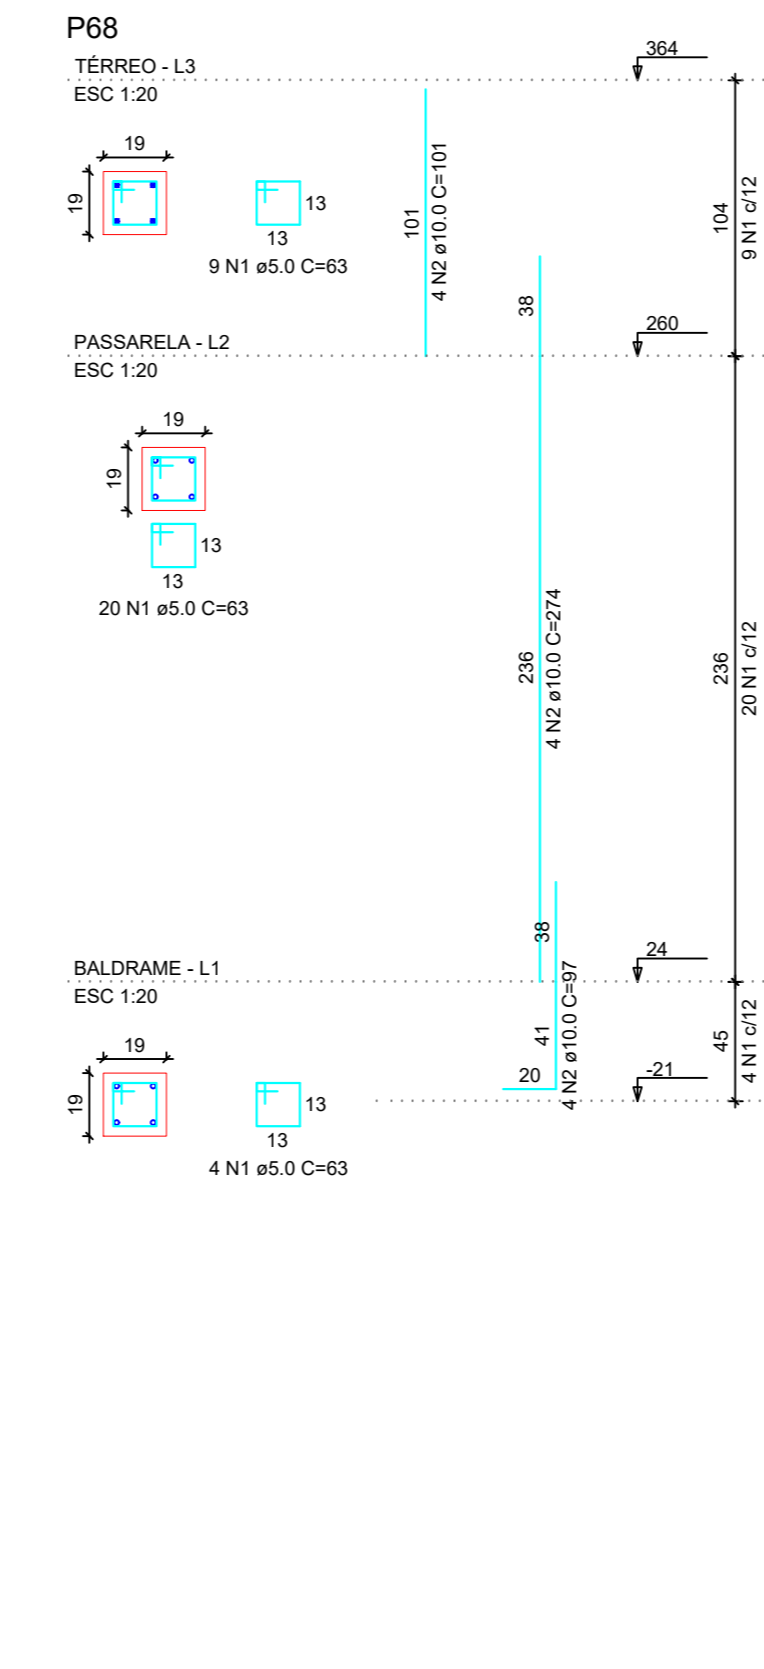 P68
TÉRREO - L3
ESC 1:20
364
19
19
13
13
9 N1 ø5.0 C=63
101
4 N2 ø10.0 C=101
104
9 N1 c/12
38
PASSARELA - L2
ESC 1:20
260
19
19
13
13
20 N1 ø5.0 C=63
236
4 N2 ø10.0 C=274
236
20 N1 c/12
38
BALDRAME - L1
ESC 1:20
24
19
19
13
13
4 N1 ø5.0 C=63
41
20
4 N2 ø10.0 C=97
-21
45
4 N1 c/12